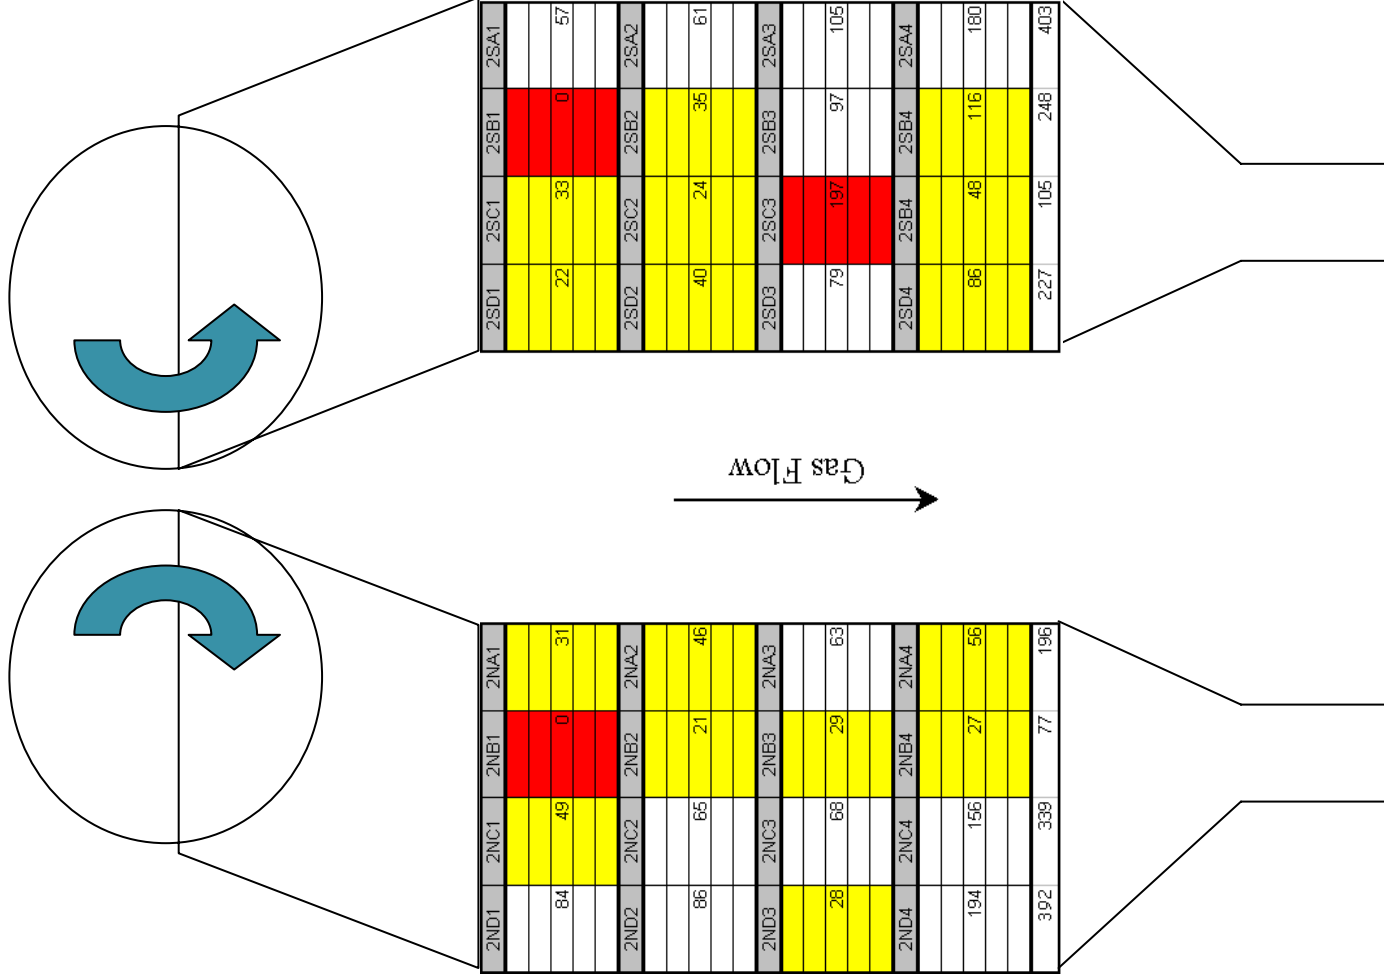 2ND1 2NC1 2NB1 2NA1
84 49 0 31
2ND2 2NC2 2NB2 2NA2
86 65 21 46
2ND3 2NC3 2NB3 2NA3
28 68 29 63
2ND4 2NC4 2NB4 2NA4
194 156 27 56
392 339 77 196
Gas Flow
2SD1 2SC1 2SB1 2SA1
22 33 0 57
2SD2 2SC2 2SB2 2SA2
40 24 35 61
2SD3 2SC3 2SB3 2SA3
79 197 97 105
2SD4 2SB4 2SB4 2SA4
86 48 116 180
227 105 248 403